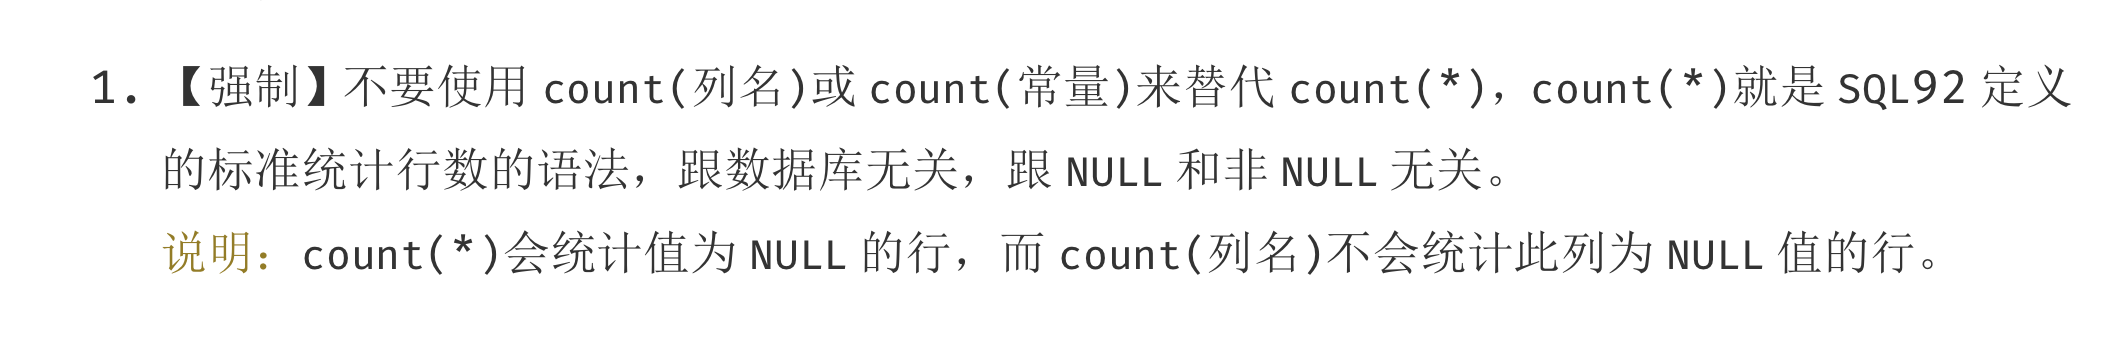 1. 【强制】不要使用 count(列名)或 count(常量)来替代 count(*)，count(*)就是 SQL92 定义
的标准统计行数的语法，跟数据库无关，跟 NULL 和非 NULL 无关。
说明：count(*)会统计值为 NULL 的行，而 count(列名)不会统计此列为 NULL 值的行。